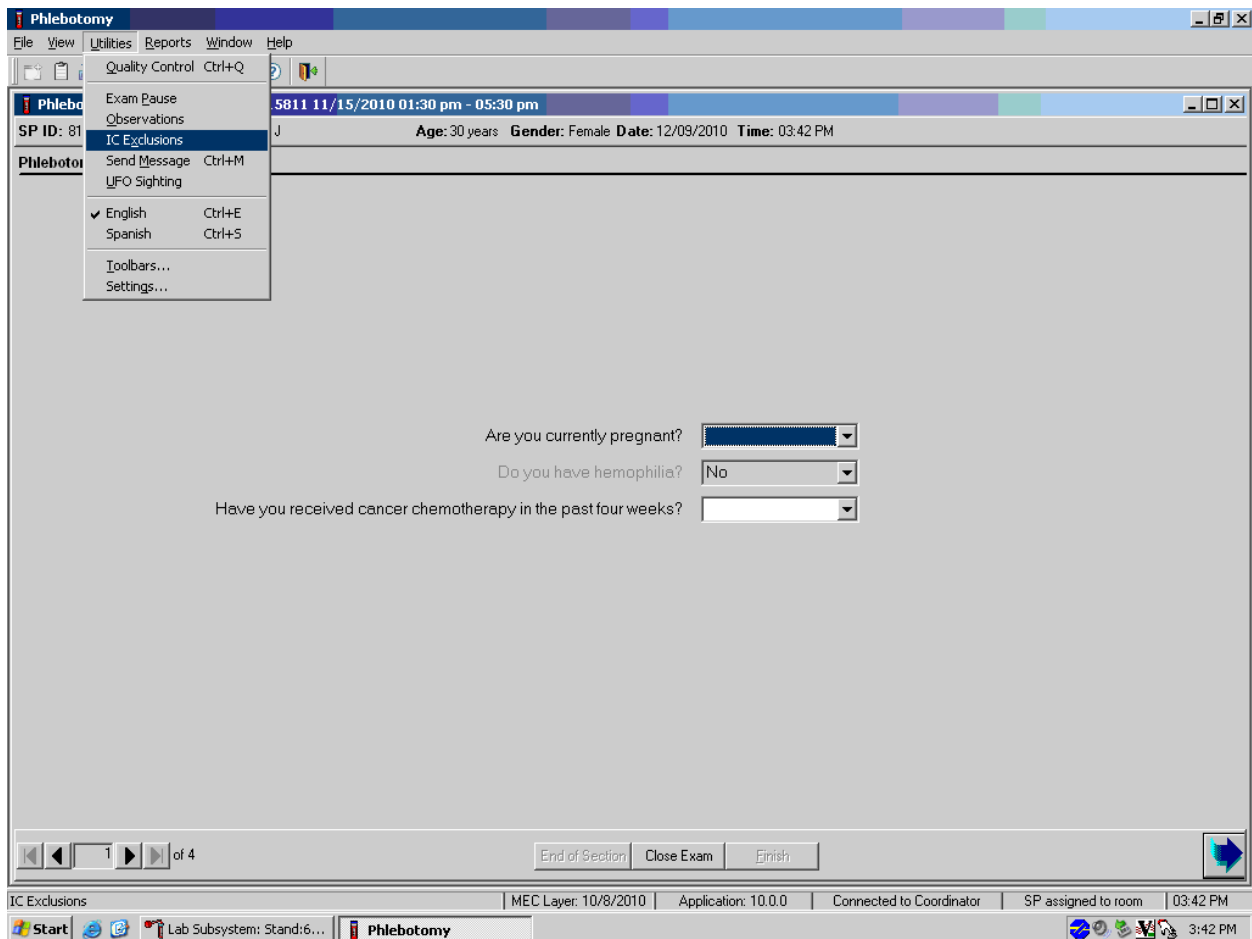 Phlebotomy
File View Utilities Reports Window Help
Quality Control Ctrl+Q
Exam Pause
Observations
IC Exclusions
Send Message Ctrl+M
UFO Sighting
English Ctrl+E
Spanish Ctrl+S
Toolbars...
Settings...
5811 11/15/2010 01:30 pm - 05:30 pm
SP ID: 81 J Age: 30 years Gender: Female Date: 12/09/2010 Time: 03:42 PM
Are you currently pregnant?
Do you have hemophilia? No
Have you received cancer chemotherapy in the past four weeks?
1 of 4 End of Section Close Exam Finish
IC Exclusions MEC Layer: 10/8/2010 Application: 10.0.0 Connected to Coordinator SP assigned to room 03:42 PM
Start Lab Subsystem: Stand:6... Phlebotomy 3:42 PM